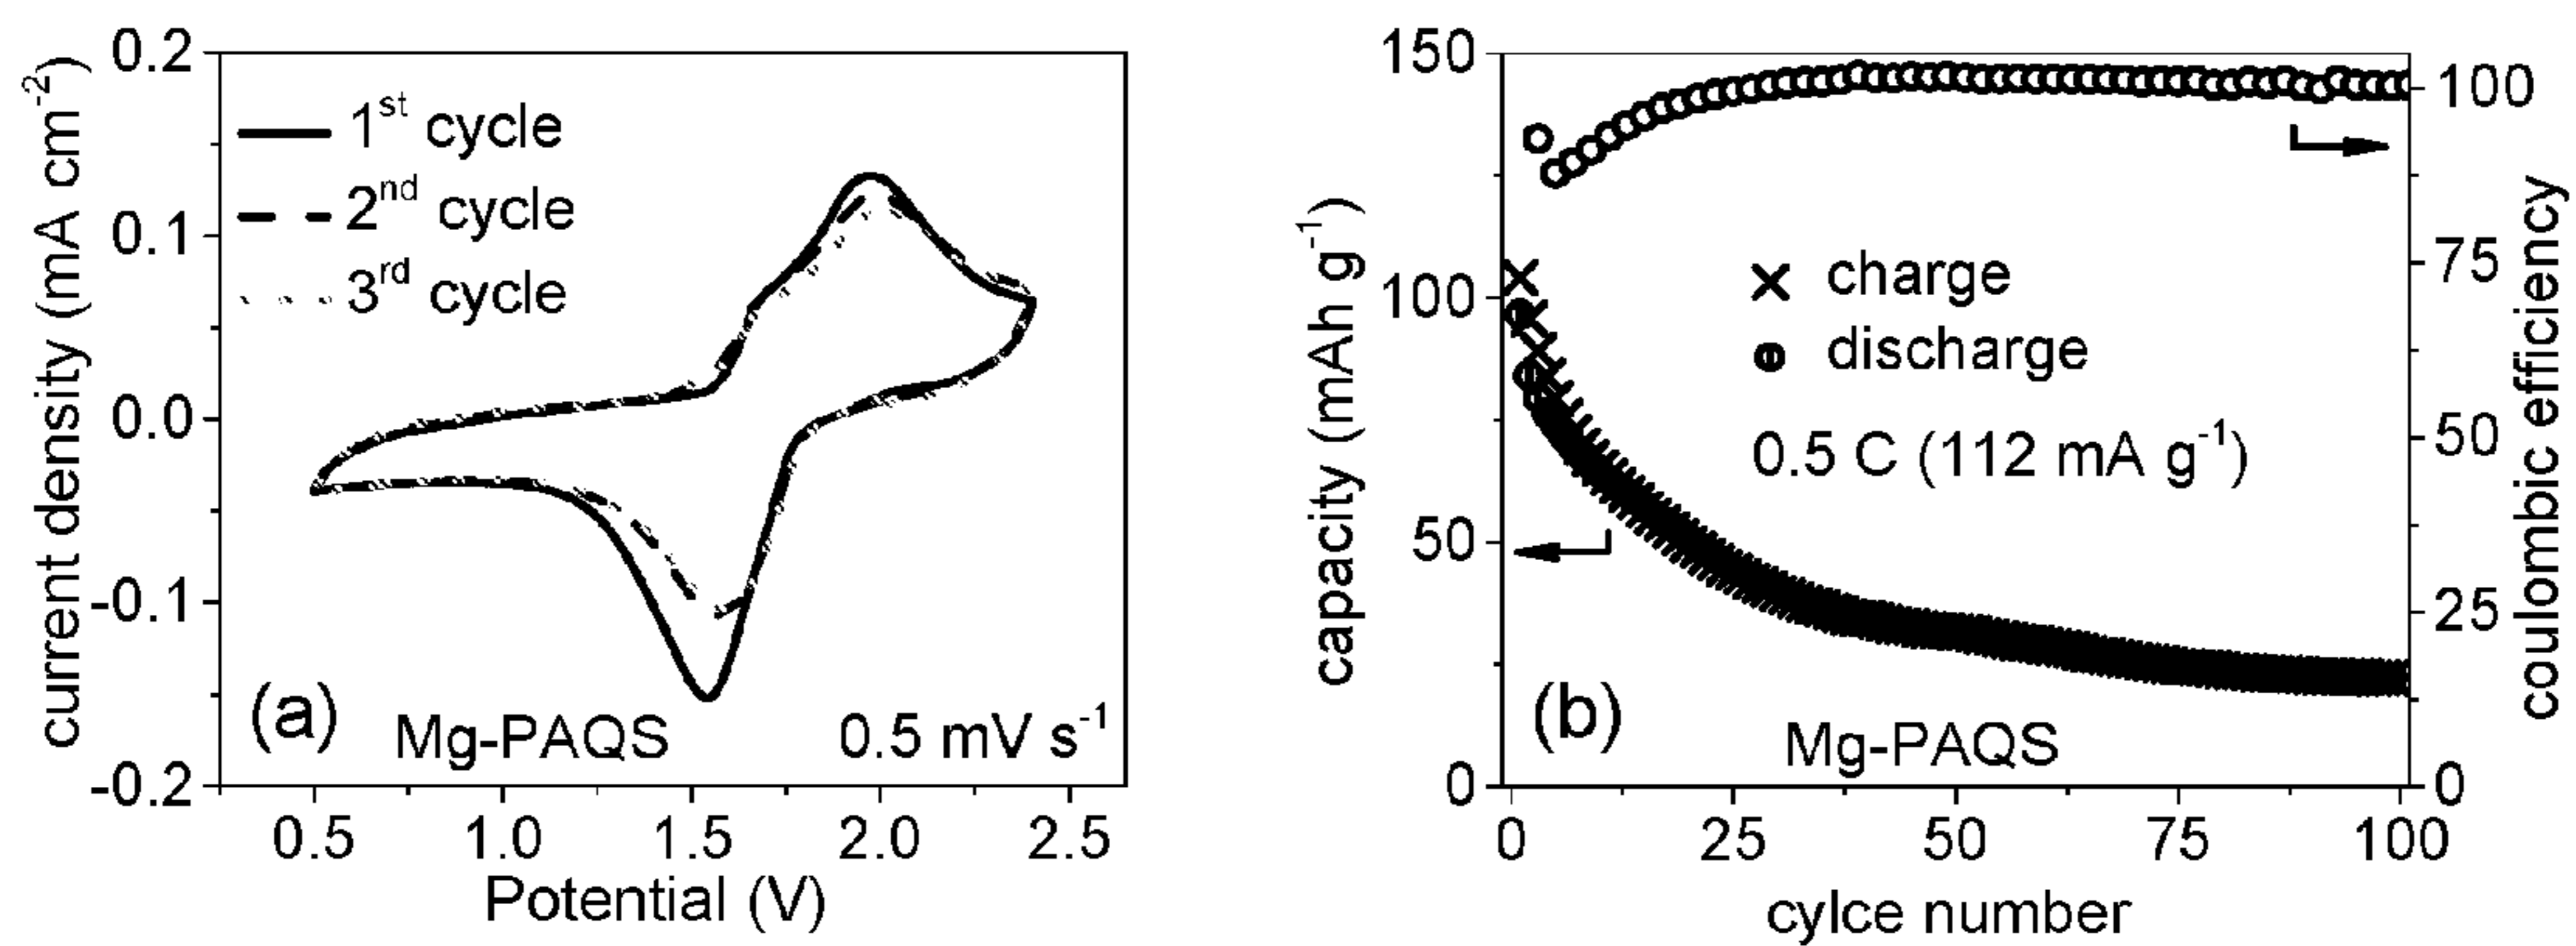 0.2
0.1
0.0
-0.1
-0.2
current density (mA cm⁻²)
1ˢᵗ cycle
2ⁿᵈ cycle
3ʳᵈ cycle
(a)
Mg-PAQS
0.5 mV s⁻¹
0.5 1.0 1.5 2.0 2.5
Potential (V)
150
100
50
0
capacity (mAh g⁻¹)
charge
discharge
0.5 C (112 mA g⁻¹)
(b)
Mg-PAQS
100
75
50
25
0
coulombic efficiency
0 25 50 75 100
cylce number